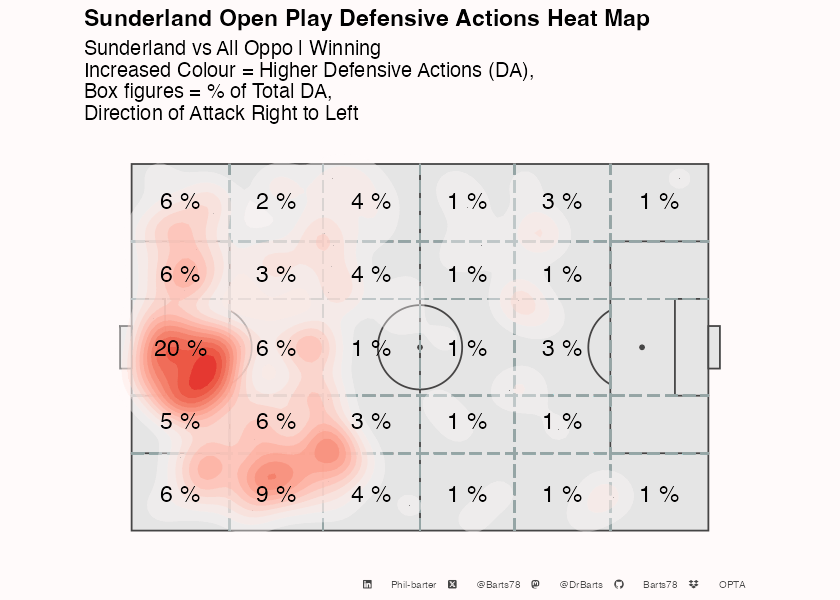 Sunderland Open Play Defensive Actions Heat Map
Sunderland vs All Oppo | Winning
Increased Colour = Higher Defensive Actions (DA),
Box figures = % of Total DA,
Direction of Attack Right to Left
6 % 2 % 4 % 1 % 3 % 1 %
6 % 3 % 4 % 1 % 1 %
20 % 6 % 1 % 1 % 3 %
5 % 6 % 3 % 1 % 1 %
6 % 9 % 4 % 1 % 1 % 1 %
Phil-barter @Barts78 @DrBarts Barts78 OPTA